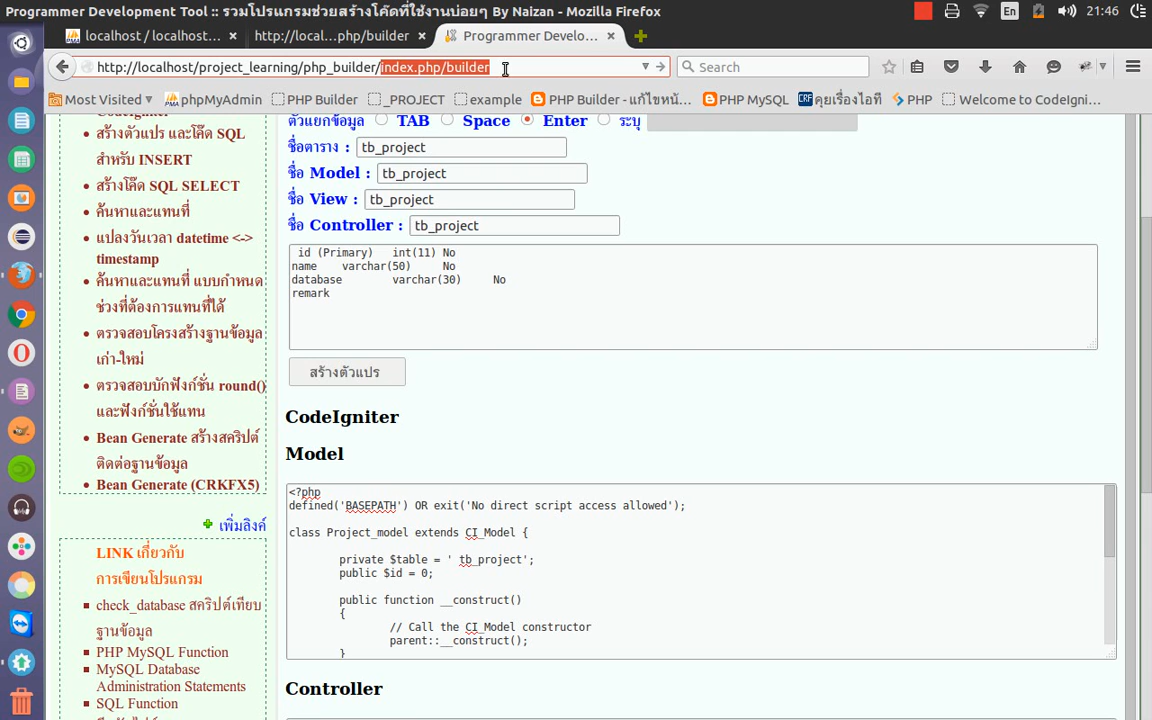 Programmer Development Tool :: รวมโปรแกรมช่วยสร้างโค๊ดที่ใช้งานบ่อยๆ By Naizan - Mozilla Firefox
En
21:46
localhost / localhost...
http://local...php/builder
Programmer Develo...
http://localhost/project_learning/php_builder/index.php/builder
Search
Most Visited
phpMyAdmin
PHP Builder
_PROJECT
example
PHP Builder - แก้ไขหน้...
PHP MySQL
คุยเรื่องไอที
PHP
Welcome to CodeIgni...
สร้างตัวแปร และโค๊ด SQL
สำหรับ INSERT
สร้างโค๊ด SQL SELECT
ค้นหาและแทนที่
แปลงวันเวลา datetime <->
timestamp
ค้นหาและแทนที่ แบบกำหนด
ช่วงที่ต้องการแทนที่ได้
ตรวจสอบโครงสร้างฐานข้อมูล
เก่า-ใหม่
ตรวจสอบบักฟังก์ชั่น round()
และฟังก์ชั่นใช้แทน
Bean Generate สร้างสคริปต์
ติดต่อฐานข้อมูล
Bean Generate (CRKFX5)
เพิ่มลิงค์
LINK เกี่ยวกับ
การเขียนโปรแกรม
check_database สคริปต์เทียบ
ฐานข้อมูล
PHP MySQL Function
MySQL Database
Administration Statements
SQL Function
ตัวแยกข้อมูล TAB Space Enter ระบุ
ชื่อตาราง : tb_project
ชื่อ Model : tb_project
ชื่อ View : tb_project
ชื่อ Controller : tb_project
id (Primary) int(11) No
name varchar(50) No
database varchar(30) No
remark
สร้างตัวแปร
CodeIgniter
Model
<?php
defined('BASEPATH') OR exit('No direct script access allowed');
class Project_model extends CI_Model {
private $table = ' tb_project';
public $id = 0;
public function __construct()
{
// Call the CI_Model constructor
parent::__construct();
}
Controller